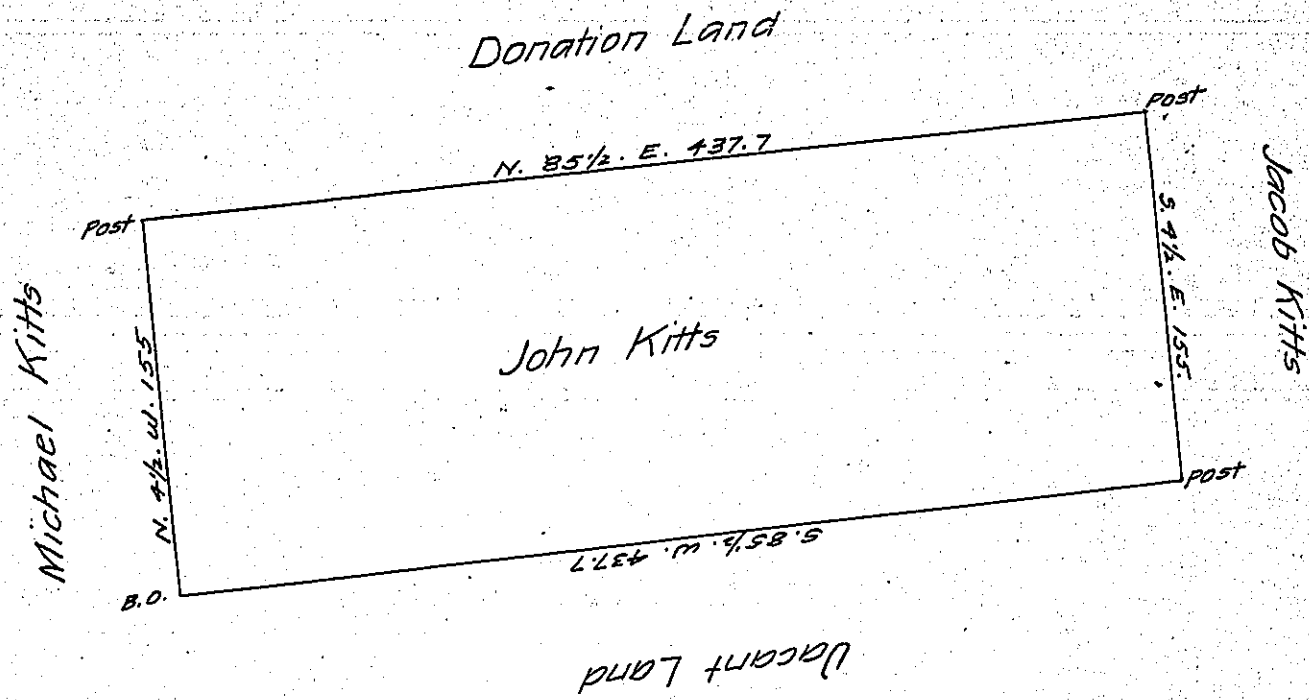 Donation Land
Post
N. 85½. E. 437.7
Post
Jacob Kitts
S. 4½. E. 155.
John Kitts
Michael Kitts
N. 4½. W. 155
Post
S. 85½. W. 437.7
B.O.
Vacant Land